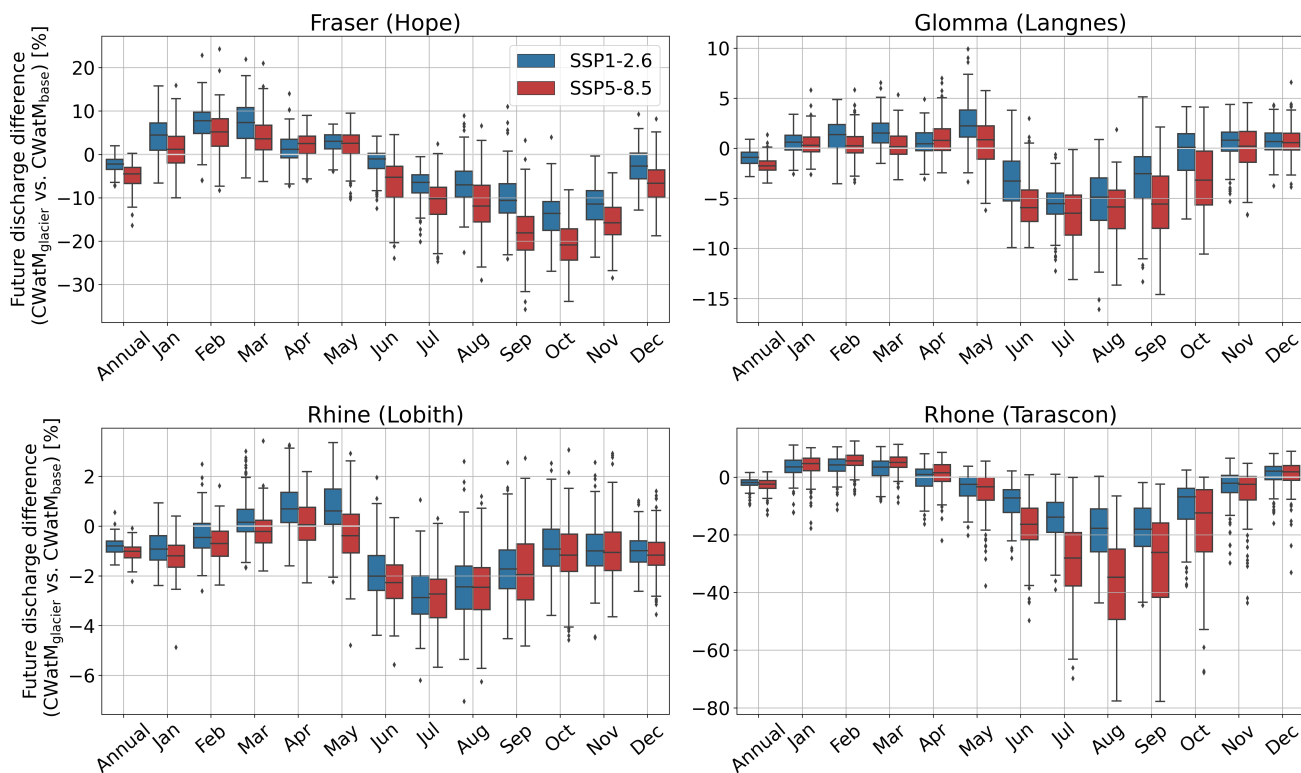 Fraser (Hope)
Future discharge difference
(CWatM_glacier vs. CWatM_base) [%]
20
10
0
−10
−20
−30
SSP1-2.6
SSP5-8.5
Annual Jan Feb Mar Apr May Jun Jul Aug Sep Oct Nov Dec
Glomma (Langnes)
10
5
0
−5
−10
−15
Annual Jan Feb Mar Apr May Jun Jul Aug Sep Oct Nov Dec
Rhine (Lobith)
Future discharge difference
(CWatM_glacier vs. CWatM_base) [%]
2
0
−2
−4
−6
Annual Jan Feb Mar Apr May Jun Jul Aug Sep Oct Nov Dec
Rhone (Tarascon)
0
−20
−40
−60
−80
Annual Jan Feb Mar Apr May Jun Jul Aug Sep Oct Nov Dec